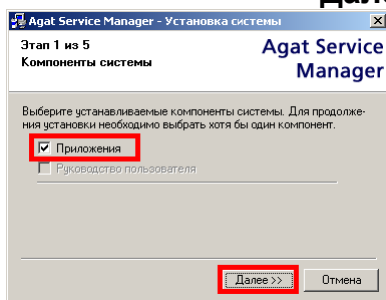 Agat Service Manager - Установка системы
Этап 1 из 5
Компоненты системы
Agat Service
Manager
Выберите устанавливаемые компоненты системы. Для продолже-
ния установки необходимо выбрать хотя бы один компонент.
Приложения
Руководство пользователя
Далее >>
Отмена